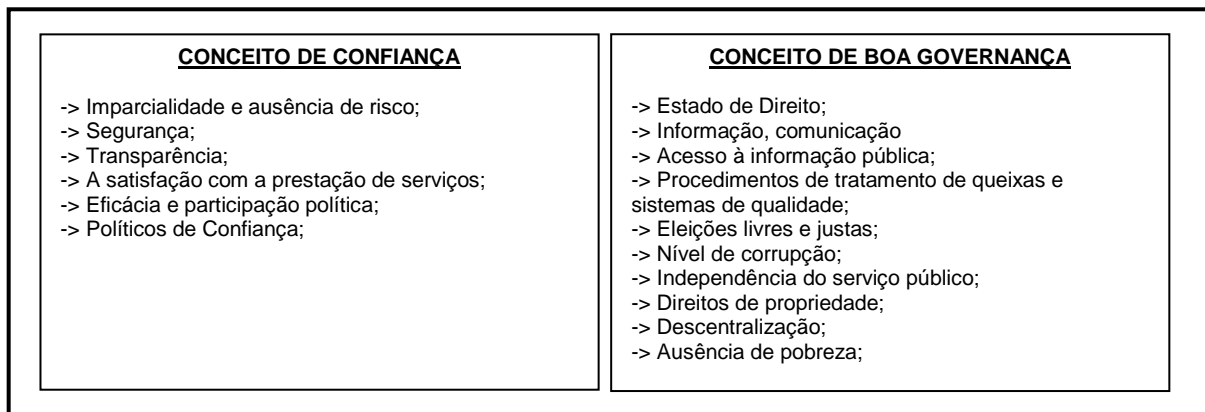 CONCEITO DE CONFIANÇA
-> Imparcialidade e ausência de risco;
-> Segurança;
-> Transparência;
-> A satisfação com a prestação de serviços;
-> Eficácia e participação política;
-> Políticos de Confiança;
CONCEITO DE BOA GOVERNANÇA
-> Estado de Direito;
-> Informação, comunicação
-> Acesso à informação pública;
-> Procedimentos de tratamento de queixas e
sistemas de qualidade;
-> Eleições livres e justas;
-> Nível de corrupção;
-> Independência do serviço público;
-> Direitos de propriedade;
-> Descentralização;
-> Ausência de pobreza;